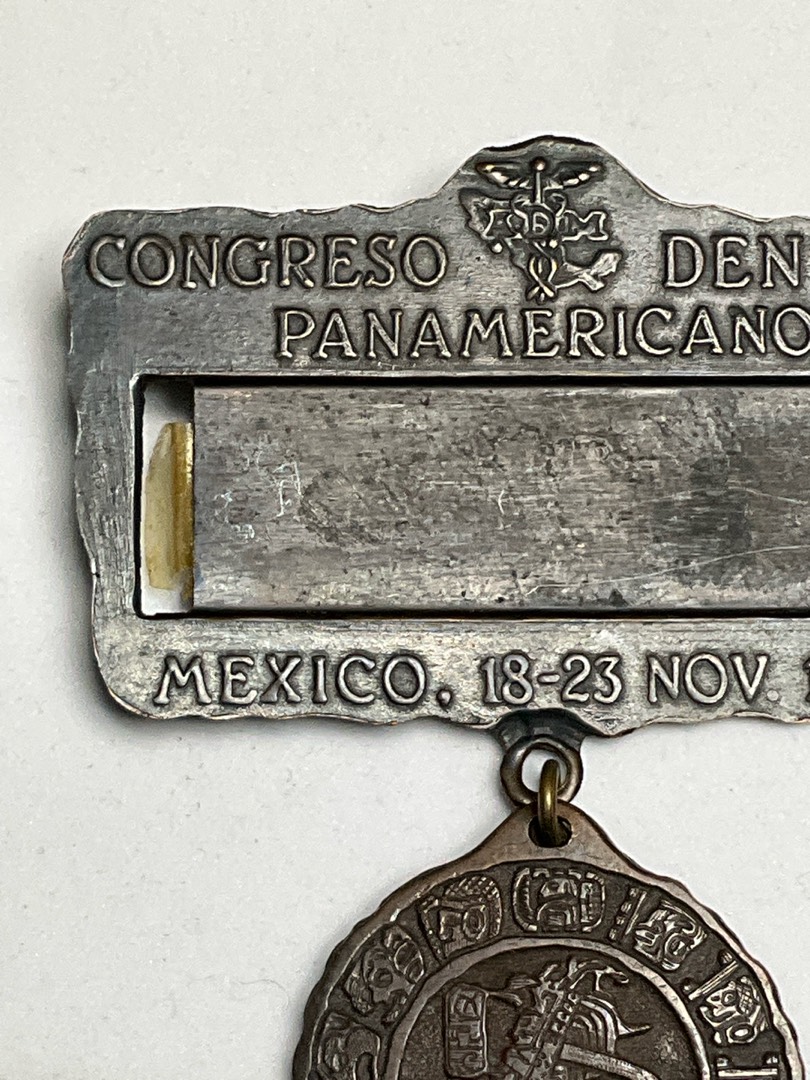 CONGRESO DEN
PANAMERICANO
MEXICO, 18-23 NOV.